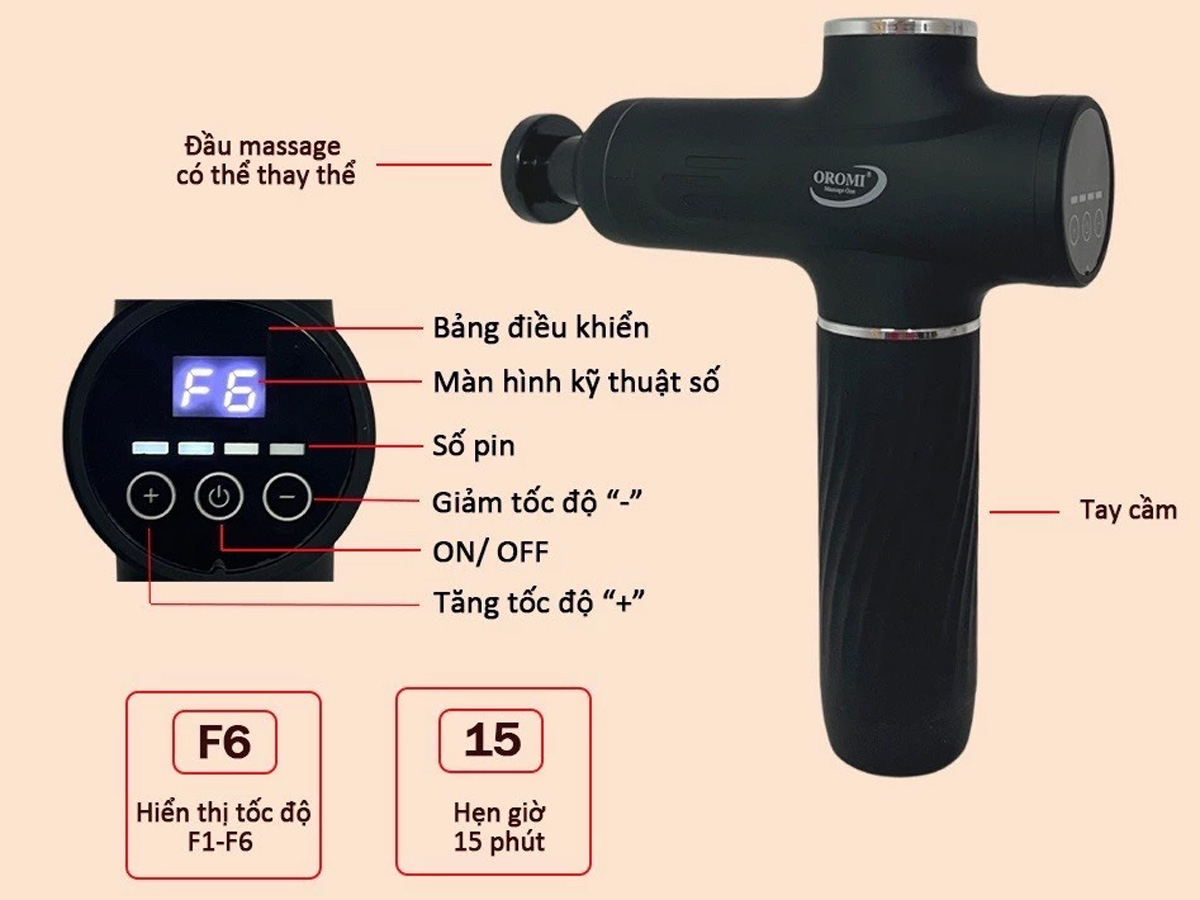 Đầu massage
có thể thay thế
OROMI®
Massage Gun
Bảng điều khiển
F6
Màn hình kỹ thuật số
Số pin
+
−
Giảm tốc độ “-”
ON/ OFF
Tăng tốc độ “+”
Tay cầm
F6
Hiển thị tốc độ
F1-F6
15
Hẹn giờ
15 phút